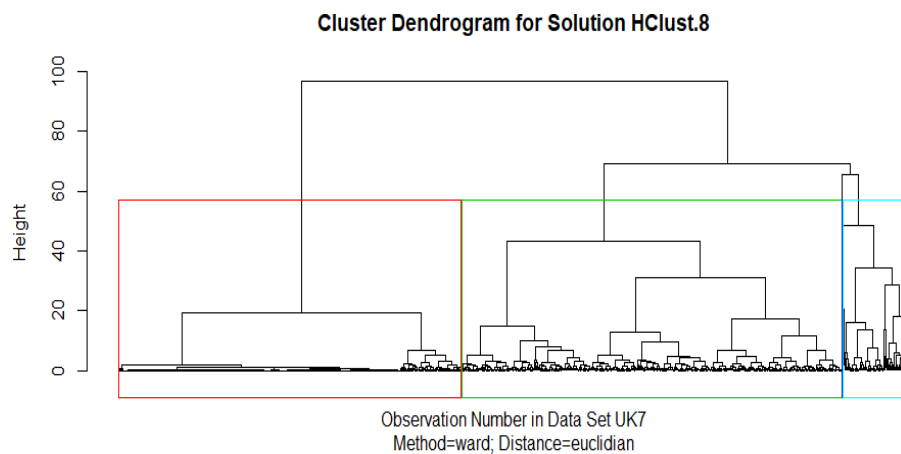 Cluster Dendrogram for Solution HClust.8
Height
100
80
60
40
20
0
Observation Number in Data Set UK7
Method=ward; Distance=euclidian